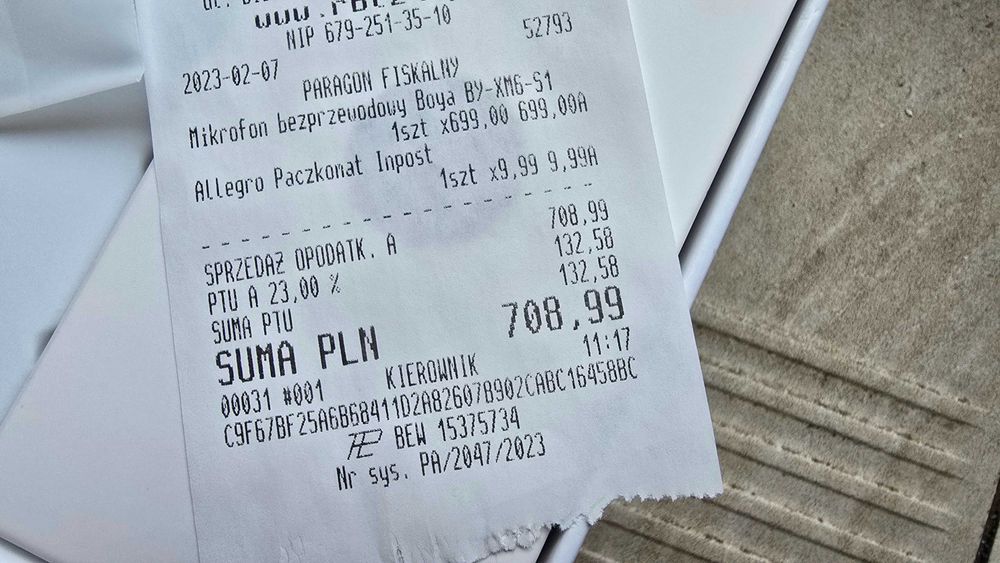 NIP 679-251-35-10
2023-02-07 52793
PARAGON FISKALNY
Mikrofon bezprzewodowy Boya BY-XM6-S1
1szt x699,00 699,00A
Allegro Paczkomat Inpost
1szt x9,99 9,99A
SPRZEDAŻ OPODATK. A 708,99
PTU A 23,00 % 132,58
SUMA PTU 132,58
SUMA PLN 708,99
00031 #001 KIEROWNIK 11:17
C9F67BF25A6B68411D2A82607B902CABC16458BC
BEW 15375734
Nr sys. PA/2047/2023